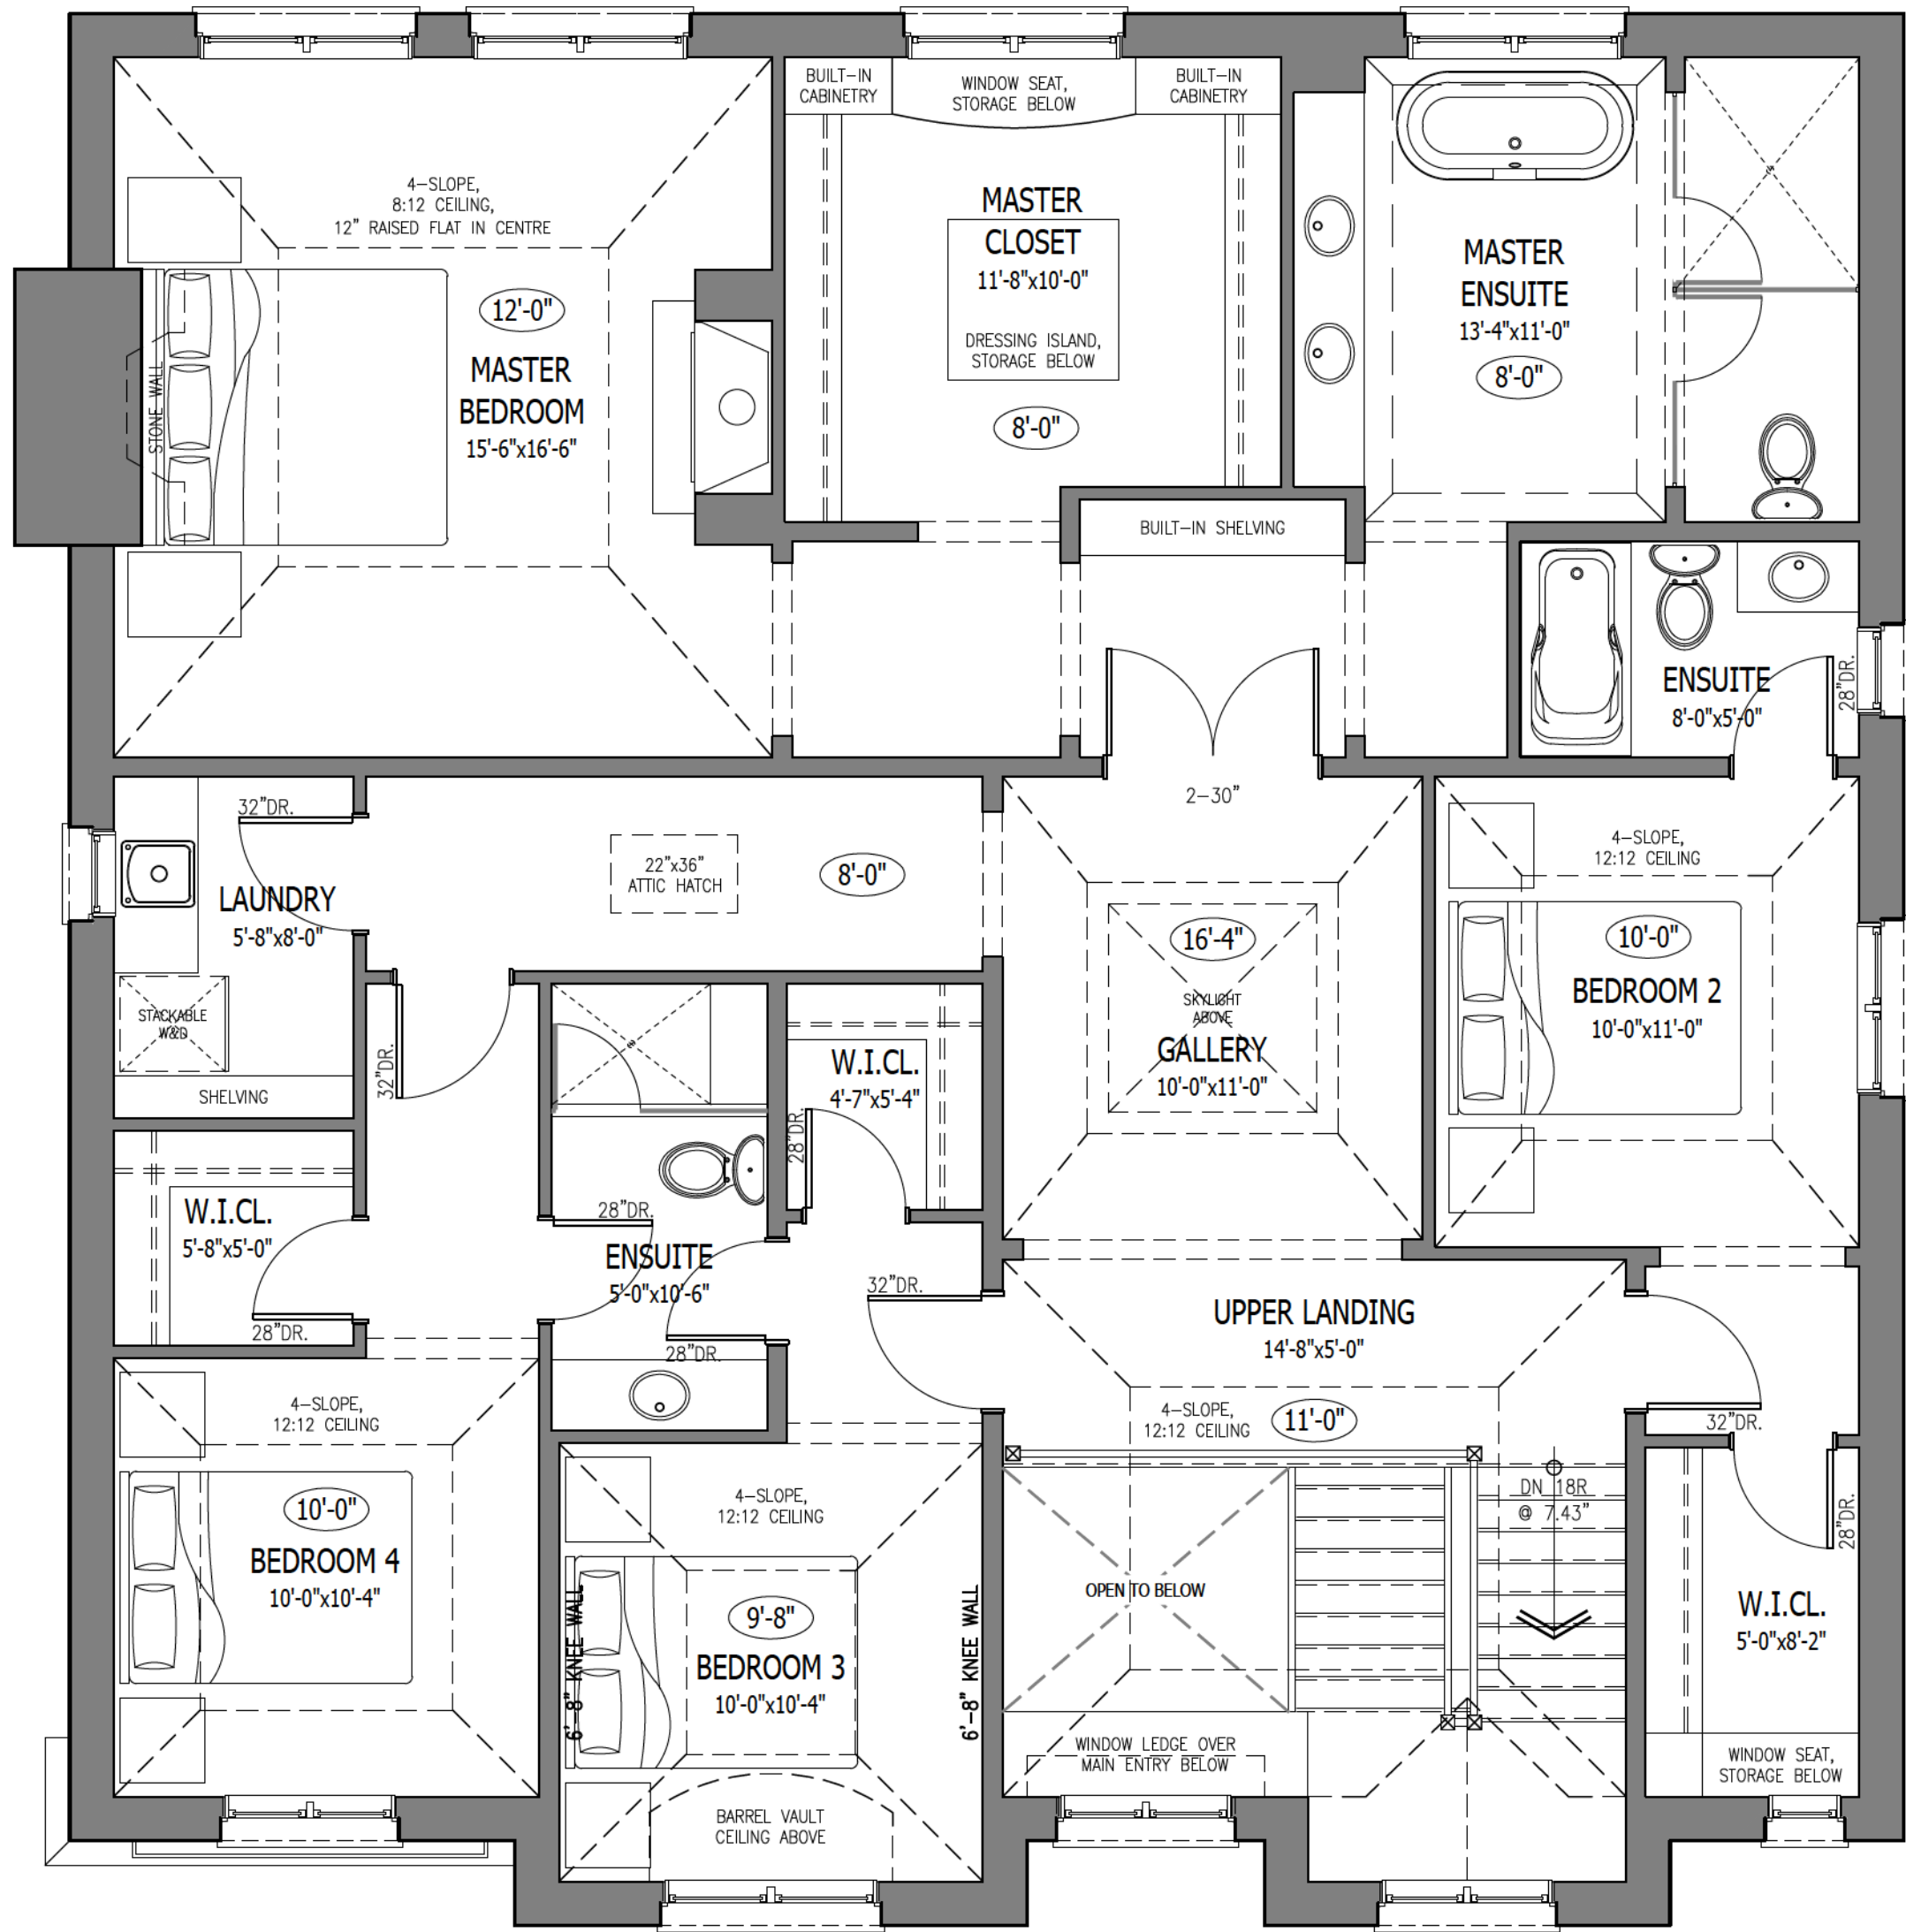 BUILT-IN
CABINETRY
WINDOW SEAT,
STORAGE BELOW
BUILT-IN
CABINETRY
4-SLOPE,
8:12 CEILING,
12" RAISED FLAT IN CENTRE
12'-0"
MASTER
BEDROOM
15'-6"x16'-6"
STONE WALL
MASTER
CLOSET
11'-8"x10'-0"
DRESSING ISLAND,
STORAGE BELOW
8'-0"
MASTER
ENSUITE
13'-4"x11'-0"
8'-0"
BUILT-IN SHELVING
ENSUITE
8'-0"x5'-0"
28"DR.
2-30"
32"DR.
LAUNDRY
5'-8"x8'-0"
STACKABLE
W&D
SHELVING
22"x36"
ATTIC HATCH
8'-0"
16'-4"
SKYLIGHT
ABOVE
GALLERY
10'-0"x11'-0"
4-SLOPE,
12:12 CEILING
10'-0"
BEDROOM 2
10'-0"x11'-0"
32"DR.
W.I.CL.
4'-7"x5'-4"
28"DR.
W.I.CL.
5'-8"x5'-0"
28"DR.
28"DR.
ENSUITE
5'-0"x10'-6"
28"DR.
32"DR.
UPPER LANDING
14'-8"x5'-0"
4-SLOPE,
12:12 CEILING
11'-0"
32"DR.
4-SLOPE,
12:12 CEILING
10'-0"
BEDROOM 4
10'-0"x10'-4"
4-SLOPE,
12:12 CEILING
9'-8"
BEDROOM 3
10'-0"x10'-4"
6'-8" KNEE WALL
6'-8" KNEE WALL
BARREL VAULT
CEILING ABOVE
OPEN TO BELOW
DN 18R
@ 7.43"
WINDOW LEDGE OVER
MAIN ENTRY BELOW
28"DR.
W.I.CL.
5'-0"x8'-2"
WINDOW SEAT,
STORAGE BELOW